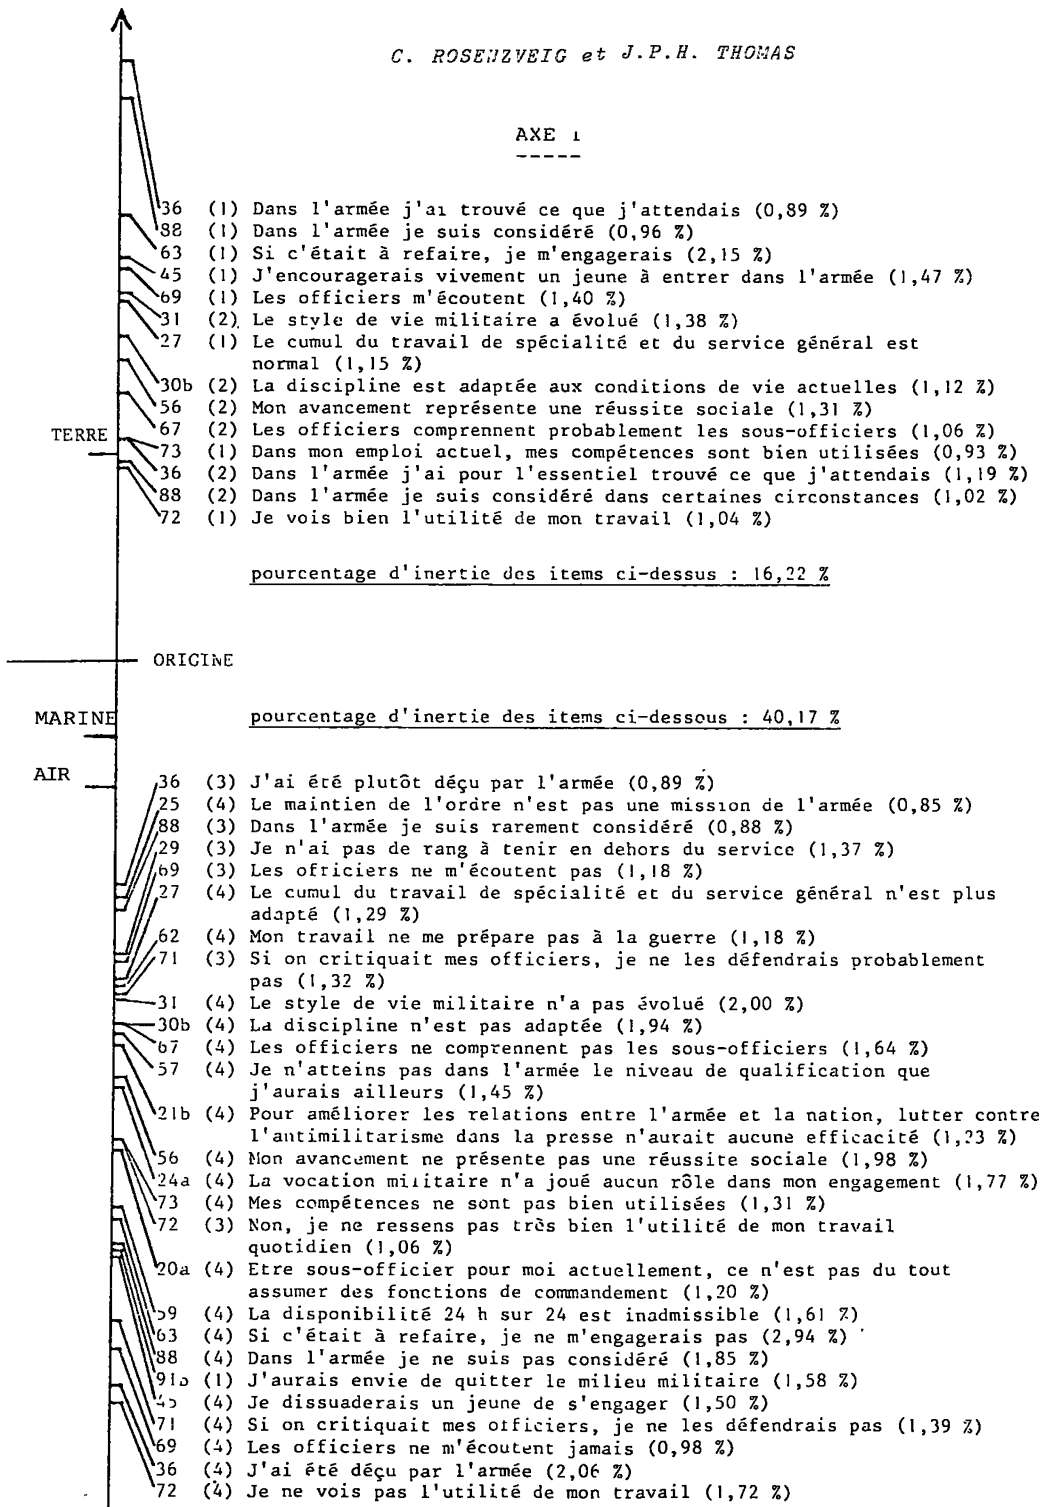 C. ROSENZVEIG et J.P.H. THOMAS
AXE 1
36 (1) Dans l'armée j'ai trouvé ce que j'attendais (0,89 %)
88 (1) Dans l'armée je suis considéré (0,96 %)
63 (1) Si c'était à refaire, je m'engagerais (2,15 %)
45 (1) J'encouragerais vivement un jeune à entrer dans l'armée (1,47 %)
69 (1) Les officiers m'écoutent (1,40 %)
31 (2) Le style de vie militaire a évolué (1,38 %)
27 (1) Le cumul du travail de spécialité et du service général est
normal (1,15 %)
30b (2) La discipline est adaptée aux conditions de vie actuelles (1,12 %)
56 (2) Mon avancement représente une réussite sociale (1,31 %)
67 (2) Les officiers comprennent probablement les sous-officiers (1,06 %)
TERRE
73 (1) Dans mon emploi actuel, mes compétences sont bien utilisées (0,93 %)
36 (2) Dans l'armée j'ai pour l'essentiel trouvé ce que j'attendais (1,19 %)
88 (2) Dans l'armée je suis considéré dans certaines circonstances (1,02 %)
72 (1) Je vois bien l'utilité de mon travail (1,04 %)
pourcentage d'inertie des items ci-dessus : 16,22 %
ORIGINE
MARINE
pourcentage d'inertie des items ci-dessous : 40,17 %
AIR
36 (3) J'ai été plutôt déçu par l'armée (0,89 %)
25 (4) Le maintien de l'ordre n'est pas une mission de l'armée (0,85 %)
88 (3) Dans l'armée je suis rarement considéré (0,88 %)
29 (3) Je n'ai pas de rang à tenir en dehors du service (1,37 %)
69 (3) Les officiers ne m'écoutent pas (1,18 %)
27 (4) Le cumul du travail de spécialité et du service général n'est plus
adapté (1,29 %)
62 (4) Mon travail ne me prépare pas à la guerre (1,18 %)
71 (3) Si on critiquait mes officiers, je ne les défendrais probablement
pas (1,32 %)
31 (4) Le style de vie militaire n'a pas évolué (2,00 %)
30b (4) La discipline n'est pas adaptée (1,94 %)
67 (4) Les officiers ne comprennent pas les sous-officiers (1,64 %)
57 (4) Je n'atteins pas dans l'armée le niveau de qualification que
j'aurais ailleurs (1,45 %)
21b (4) Pour améliorer les relations entre l'armée et la nation, lutter contre
l'antimilitarisme dans la presse n'aurait aucune efficacité (1,23 %)
56 (4) Mon avancement ne présente pas une réussite sociale (1,98 %)
24a (4) La vocation militaire n'a joué aucun rôle dans mon engagement (1,77 %)
73 (4) Mes compétences ne sont pas bien utilisées (1,31 %)
72 (3) Non, je ne ressens pas très bien l'utilité de mon travail
quotidien (1,06 %)
20a (4) Etre sous-officier pour moi actuellement, ce n'est pas du tout
assumer des fonctions de commandement (1,20 %)
59 (4) La disponibilité 24 h sur 24 est inadmissible (1,61 %)
63 (4) Si c'était à refaire, je ne m'engagerais pas (2,94 %)
88 (4) Dans l'armée je ne suis pas considéré (1,85 %)
91b (1) J'aurais envie de quitter le milieu militaire (1,58 %)
45 (4) Je dissuaderais un jeune de s'engager (1,50 %)
71 (4) Si on critiquait mes officiers, je ne les défendrais pas (1,39 %)
69 (4) Les officiers ne m'écoutent jamais (0,98 %)
36 (4) J'ai été déçu par l'armée (2,06 %)
72 (4) Je ne vois pas l'utilité de mon travail (1,72 %)